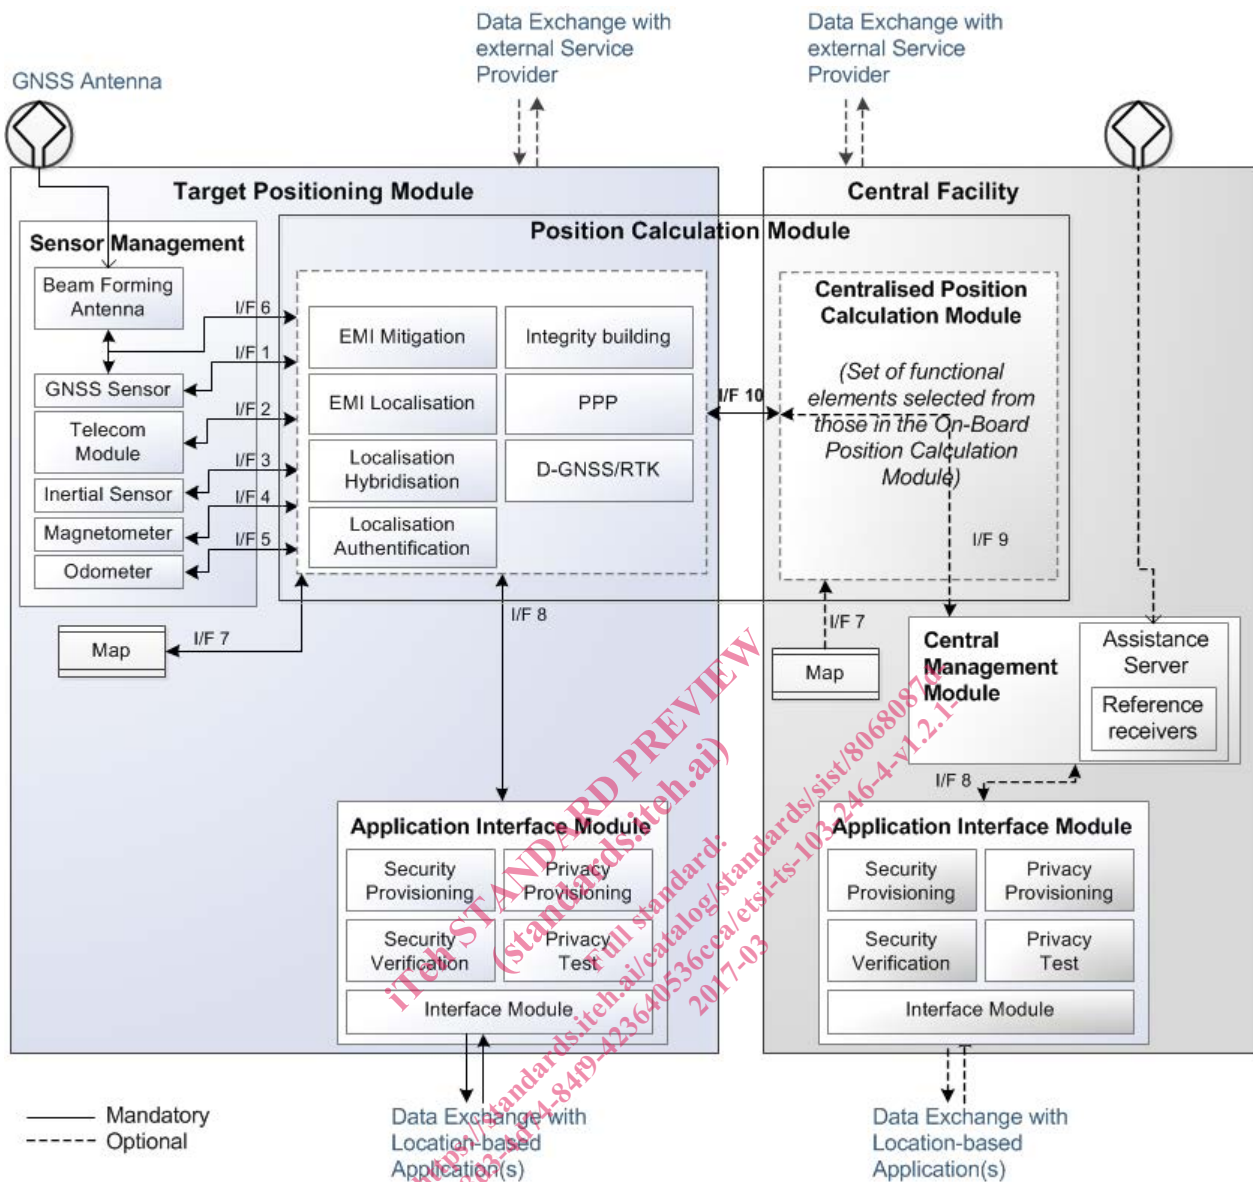 Data Exchange with
external Service
Provider
Data Exchange with
external Service
Provider
GNSS Antenna
Target Positioning Module
Central Facility
Sensor Management
Position Calculation Module
Beam Forming
Antenna
GNSS Sensor
Telecom
Module
Inertial Sensor
Magnetometer
Odometer
I/F 6
I/F 1
I/F 2
I/F 3
I/F 4
I/F 5
EMI Mitigation
Integrity building
EMI Localisation
PPP
Localisation
Hybridisation
D-GNSS/RTK
Localisation
Authentification
I/F 10
Centralised Position
Calculation Module
(Set of functional
elements selected from
those in the On-Board
Position Calculation
Module)
I/F 9
Map
I/F 7
I/F 8
I/F 7
Map
Central
Management
Module
Assistance
Server
Reference
receivers
I/F 8
Application Interface Module
Security
Provisioning
Privacy
Provisioning
Security
Verification
Privacy
Test
Interface Module
Application Interface Module
Security
Provisioning
Privacy
Provisioning
Security
Verification
Privacy
Test
Interface Module
Mandatory
Optional
Data Exchange with
Location-based
Application(s)
Data Exchange with
Location-based
Application(s)
iTeh STANDARD PREVIEW
(standards.iteh.ai)
Full standard:
2017-03